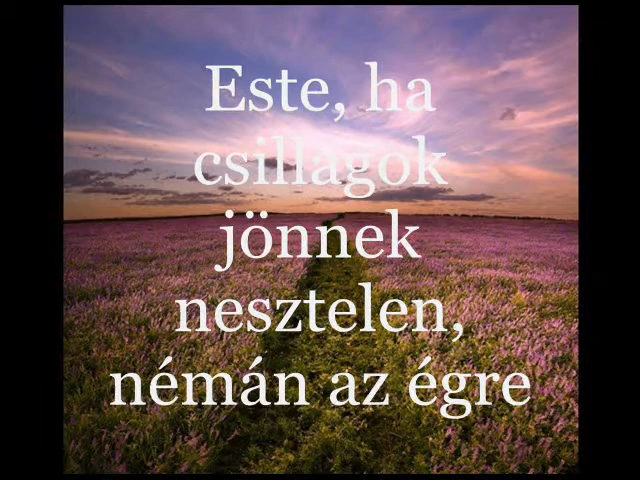 Este, ha
csillagok
jönnek
nesztelen,
némán az égre